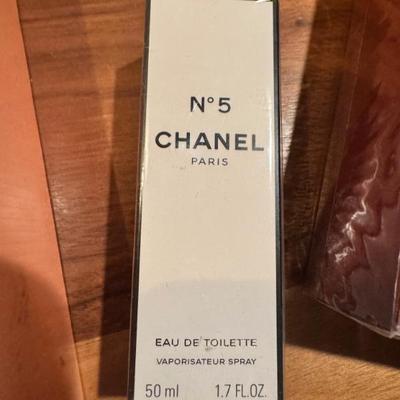 N°5
CHANEL
PARIS
EAU DE TOILETTE
VAPORISATEUR SPRAY
50 ml 1.7 FL.OZ.